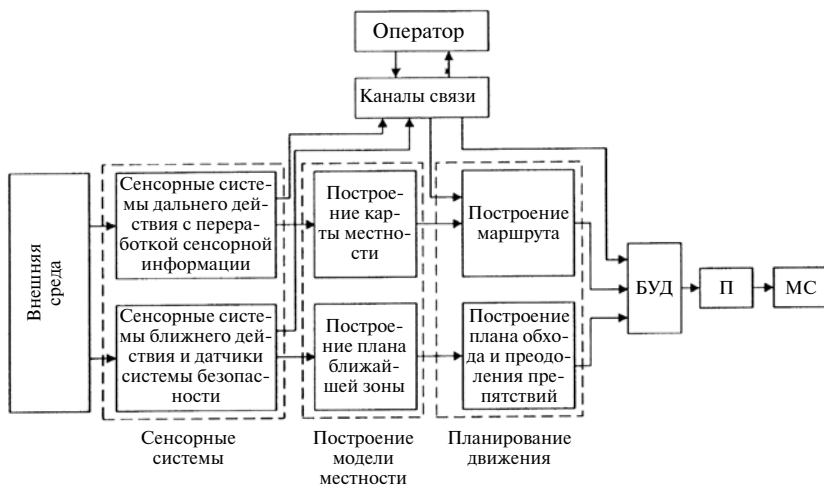 Оператор
Каналы связи
Внешняя
среда
Сенсорные систе-
мы дальнего дей-
ствия с перера-
боткой сенсорной
информации
Построе-
ние кар-
ты мест-
ности
Построение
маршрута
Сенсорные систе-
мы ближнего дей-
ствия и датчики
системы безопас-
ности
Построе-
ние плана
ближай-
шей зоны
Построение
плана обхо-
да и преодо-
ления пре-
пятствий
БУД
П
МС
Сенсорные
системы
Построение
модели
местности
Планирование
движения